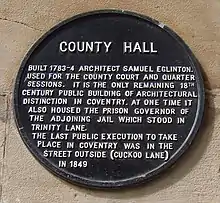 COUNTY HALL
BUILT 1783-4 ARCHITECT SAMUEL EGLINTON.
USED FOR THE COUNTY COURT AND QUARTER
SESSIONS. IT IS THE ONLY REMAINING 18TH
CENTURY PUBLIC BUILDING OF ARCHITECTURAL
DISTINCTION IN COVENTRY. AT ONE TIME IT
ALSO HOUSED THE PRISON GOVERNOR OF
THE ADJOINING JAIL WHICH STOOD IN
TRINITY LANE.
THE LAST PUBLIC EXECUTION TO TAKE
PLACE IN COVENTRY WAS IN THE
STREET OUTSIDE (CUCKOO LANE)
IN 1849